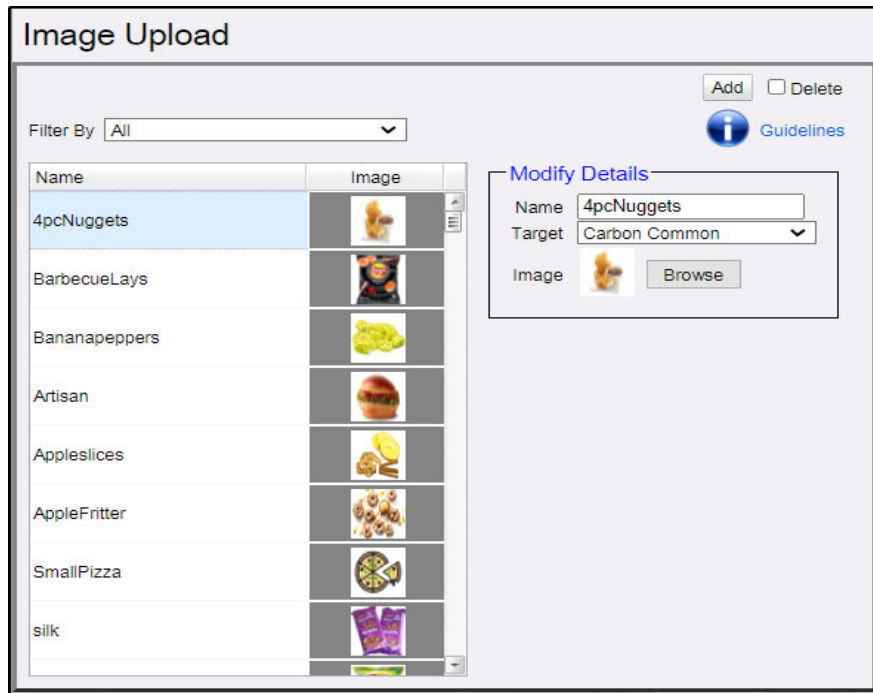 Image Upload
Add Delete
Filter By All
Guidelines
Name Image
Modify Details
4pcNuggets
Name 4pcNuggets
Target Carbon Common
BarbecueLays
Image Browse
Bananapeppers
Artisan
Appleslices
AppleFritter
SmallPizza
silk